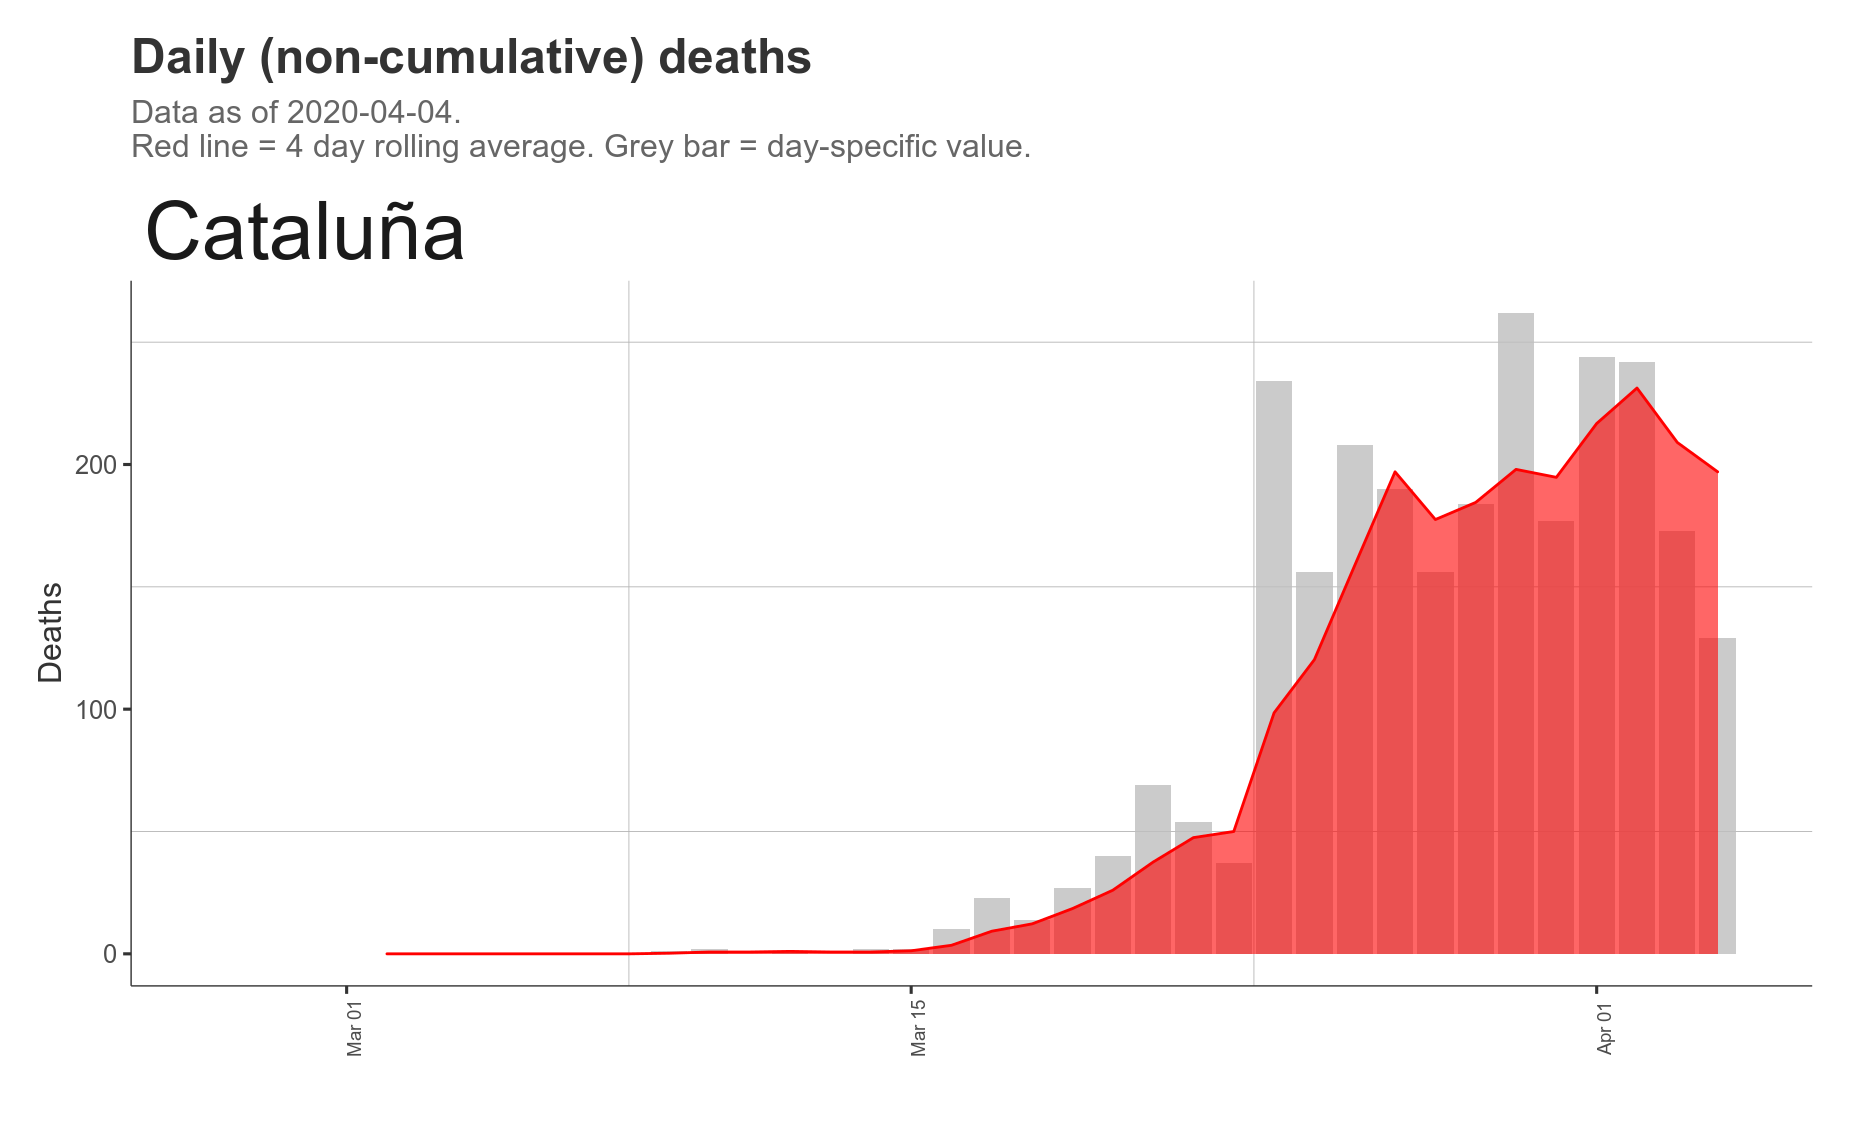 Daily (non-cumulative) deaths
Data as of 2020-04-04.
Red line = 4 day rolling average. Grey bar = day-specific value.
Cataluña
Deaths
200
100
0
Mar 01
Mar 15
Apr 01